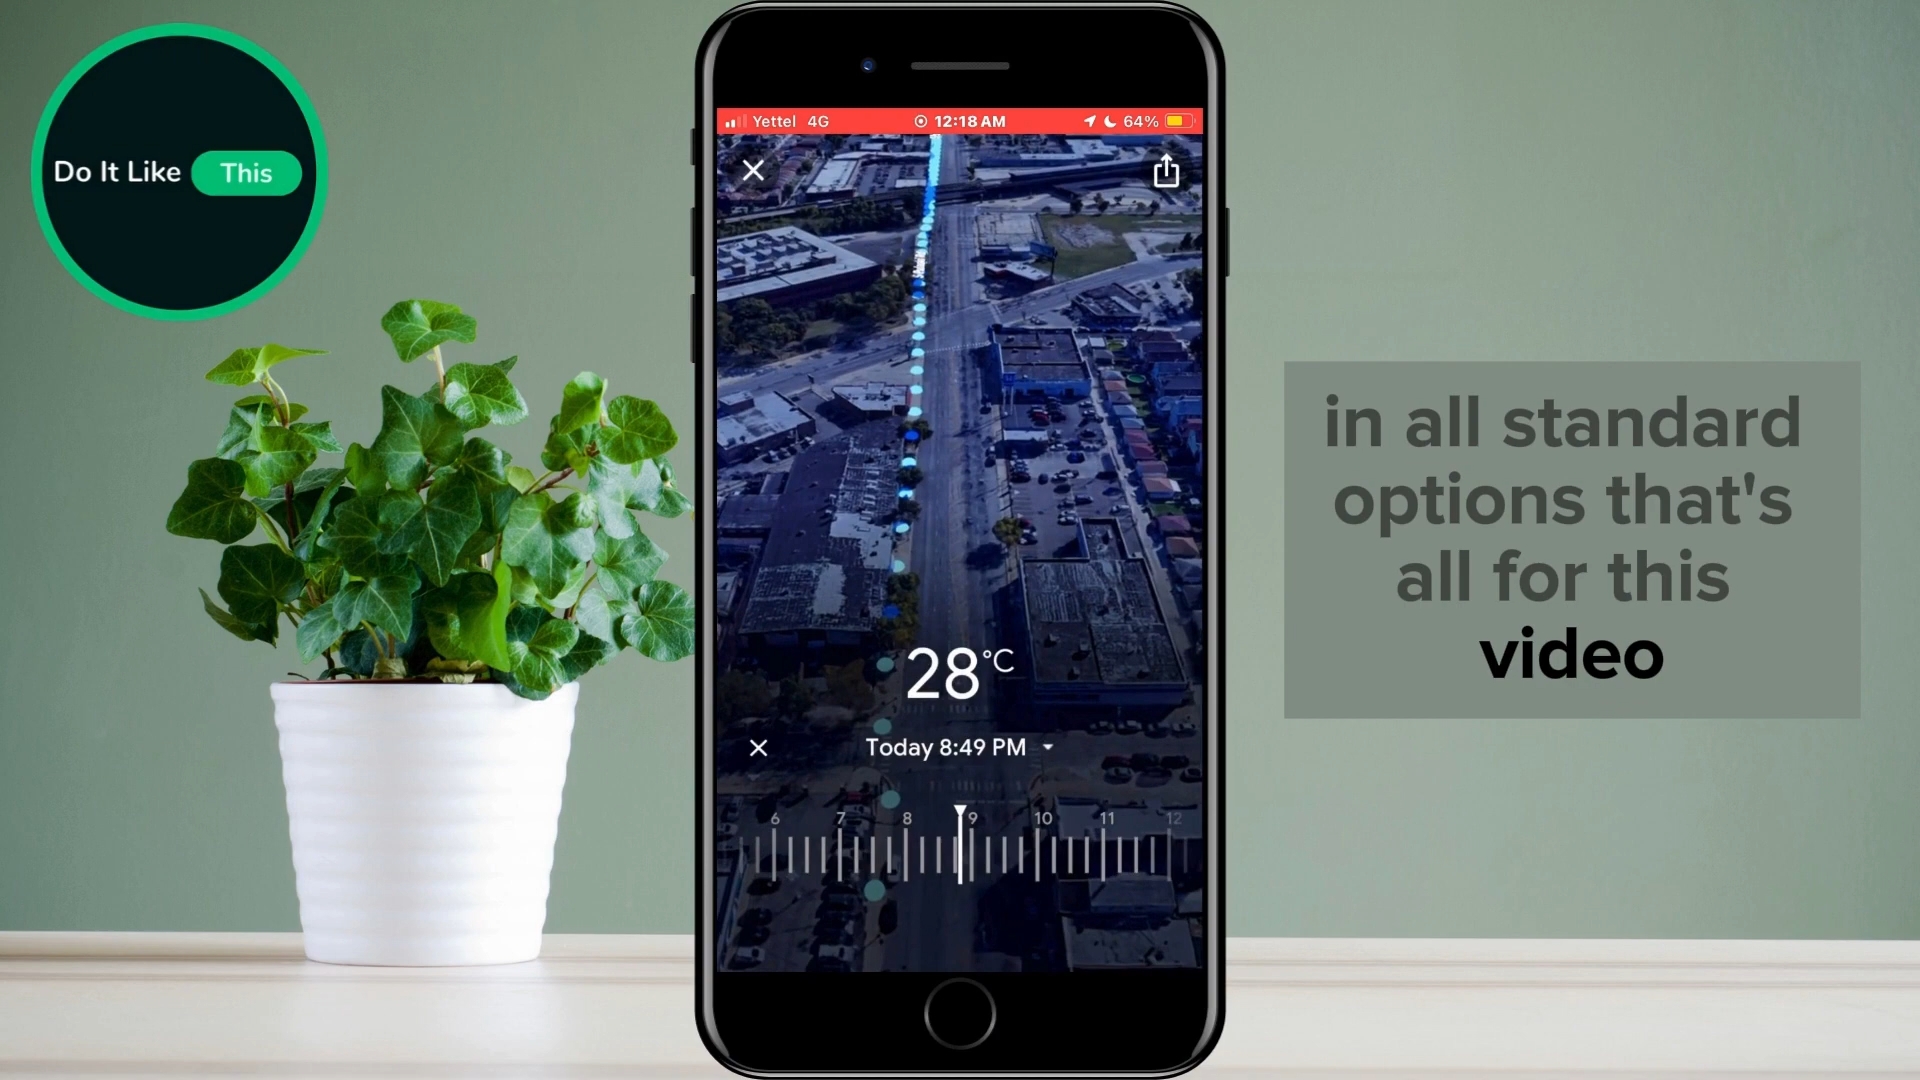 Do It Like This
Yettel 4G 12:18 AM 64%
28°C
Today 8:49 PM
6 7 8 9 10 11 12
in all standard
options that's
all for this
video